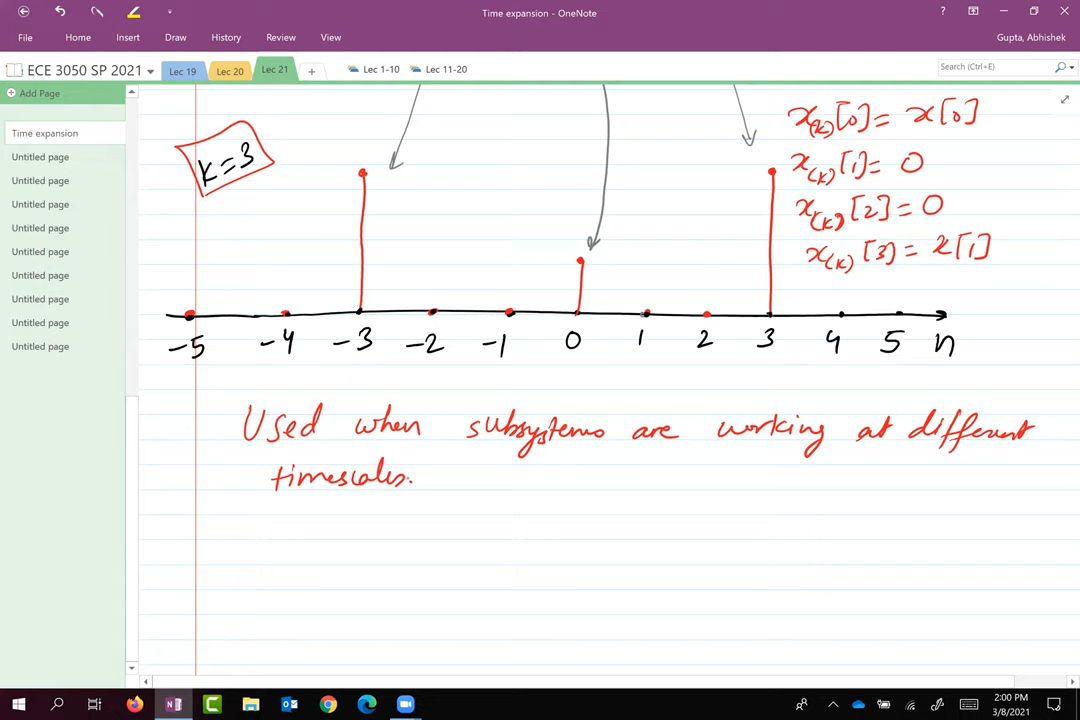 Time expansion - OneNote
?
File Home Insert Draw History Review View
Gupta, Abhishek
ECE 3050 SP 2021
Lec 19
Lec 20
Lec 21
+
Lec 1-10
Lec 11-20
Search (Ctrl+E)
Add Page
Time expansion
Untitled page
Untitled page
Untitled page
Untitled page
Untitled page
Untitled page
Untitled page
Untitled page
Untitled page
K=3
x(K)[0] = x[0]
x(K)[1] = 0
x(K)[2] = 0
x(K)[3] = x[1]
-5 -4 -3 -2 -1 0 1 2 3 4 5 n
Used when subsystems are working at different
timescales.
2:00 PM
3/8/2021